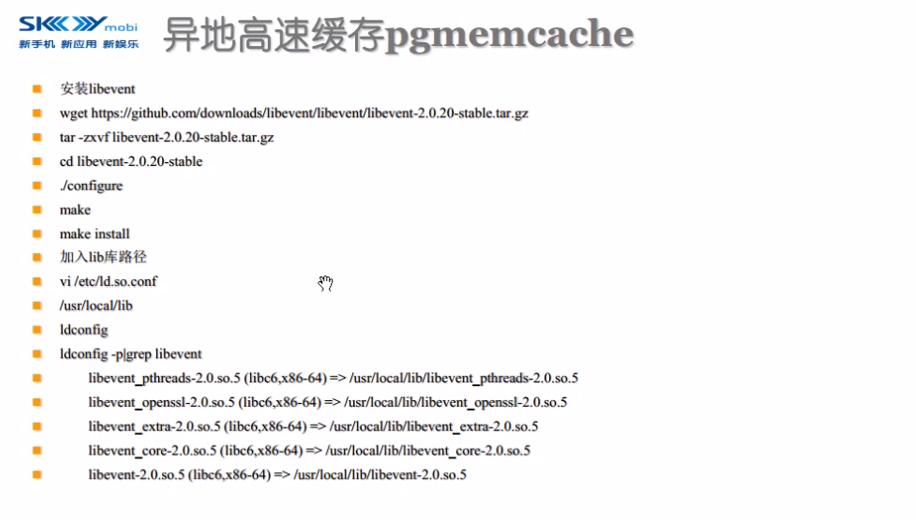 SKYmobi
新手机 新应用 新娱乐
异地高速缓存pgmemcache
安装libevent
wget https://github.com/downloads/libevent/libevent/libevent-2.0.20-stable.tar.gz
tar -zxvf libevent-2.0.20-stable.tar.gz
cd libevent-2.0.20-stable
./configure
make
make install
加入lib库路径
vi /etc/ld.so.conf
/usr/local/lib
ldconfig
ldconfig -p|grep libevent
libevent_pthreads-2.0.so.5 (libc6,x86-64) => /usr/local/lib/libevent_pthreads-2.0.so.5
libevent_openssl-2.0.so.5 (libc6,x86-64) => /usr/local/lib/libevent_openssl-2.0.so.5
libevent_extra-2.0.so.5 (libc6,x86-64) => /usr/local/lib/libevent_extra-2.0.so.5
libevent_core-2.0.so.5 (libc6,x86-64) => /usr/local/lib/libevent_core-2.0.so.5
libevent-2.0.so.5 (libc6,x86-64) => /usr/local/lib/libevent-2.0.so.5